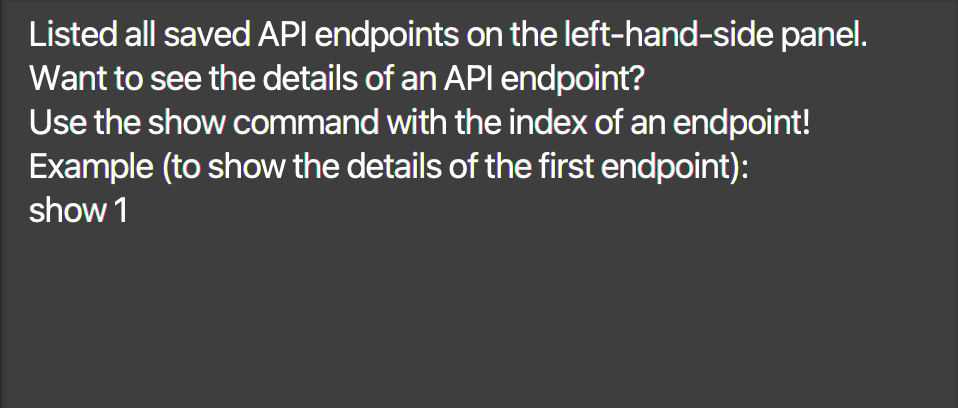 Listed all saved API endpoints on the left-hand-side panel.
Want to see the details of an API endpoint?
Use the show command with the index of an endpoint!
Example (to show the details of the first endpoint):
show 1